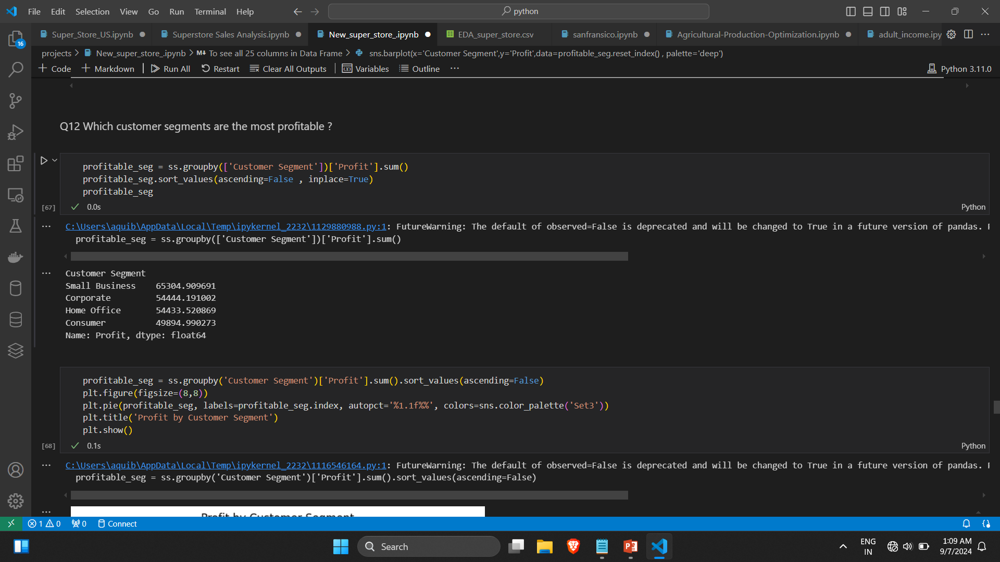 File Edit Selection View Go Run Terminal Help python
Super_Store_US.ipynb Superstore Sales Analysis.ipynb New_super_store_.ipynb EDA_super_store.csv sanfransico.ipynb Agricultural-Production-Optimization.ipynb adult_income.ipy
projects > New_super_store_.ipynb > M↓ To see all 25 columns in Data Frame > sns.barplot(x='Customer Segment',y='Profit',data=profitable_seg.reset_index() , palette='deep')
+ Code + Markdown | Run All Restart Clear All Outputs | Variables Outline ... Python 3.11.0
Q12 Which customer segments are the most profitable ?
profitable_seg = ss.groupby(['Customer Segment'])['Profit'].sum()
profitable_seg.sort_values(ascending=False , inplace=True)
profitable_seg
[67] ✓ 0.0s Python
C:\Users\aquib\AppData\Local\Temp\ipykernel_2232\1129880988.py:1: FutureWarning: The default of observed=False is deprecated and will be changed to True in a future version of pandas.
profitable_seg = ss.groupby(['Customer Segment'])['Profit'].sum()
Customer Segment
Small Business 65304.909691
Corporate 54444.191002
Home Office 54433.520869
Consumer 49894.990273
Name: Profit, dtype: float64
profitable_seg = ss.groupby('Customer Segment')['Profit'].sum().sort_values(ascending=False)
plt.figure(figsize=(8,8))
plt.pie(profitable_seg, labels=profitable_seg.index, autopct='%1.1f%%', colors=sns.color_palette('Set3'))
plt.title('Profit by Customer Segment')
plt.show()
[68] ✓ 0.1s Python
C:\Users\aquib\AppData\Local\Temp\ipykernel_2232\1116546164.py:1: FutureWarning: The default of observed=False is deprecated and will be changed to True in a future version of pandas.
profitable_seg = ss.groupby('Customer Segment')['Profit'].sum().sort_values(ascending=False)
Profit by Customer Segment
1 0 0 Connect
Search ENG 1:09 AM
IN 9/7/2024
16